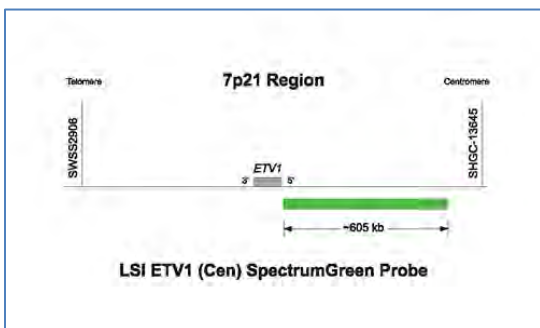 7p21 Region
Telomere
Centromere
SWSS2906
SHGC-13645
ETV1
3' 5'
~605 kb
LSI ETV1 (Cen) SpectrumGreen Probe